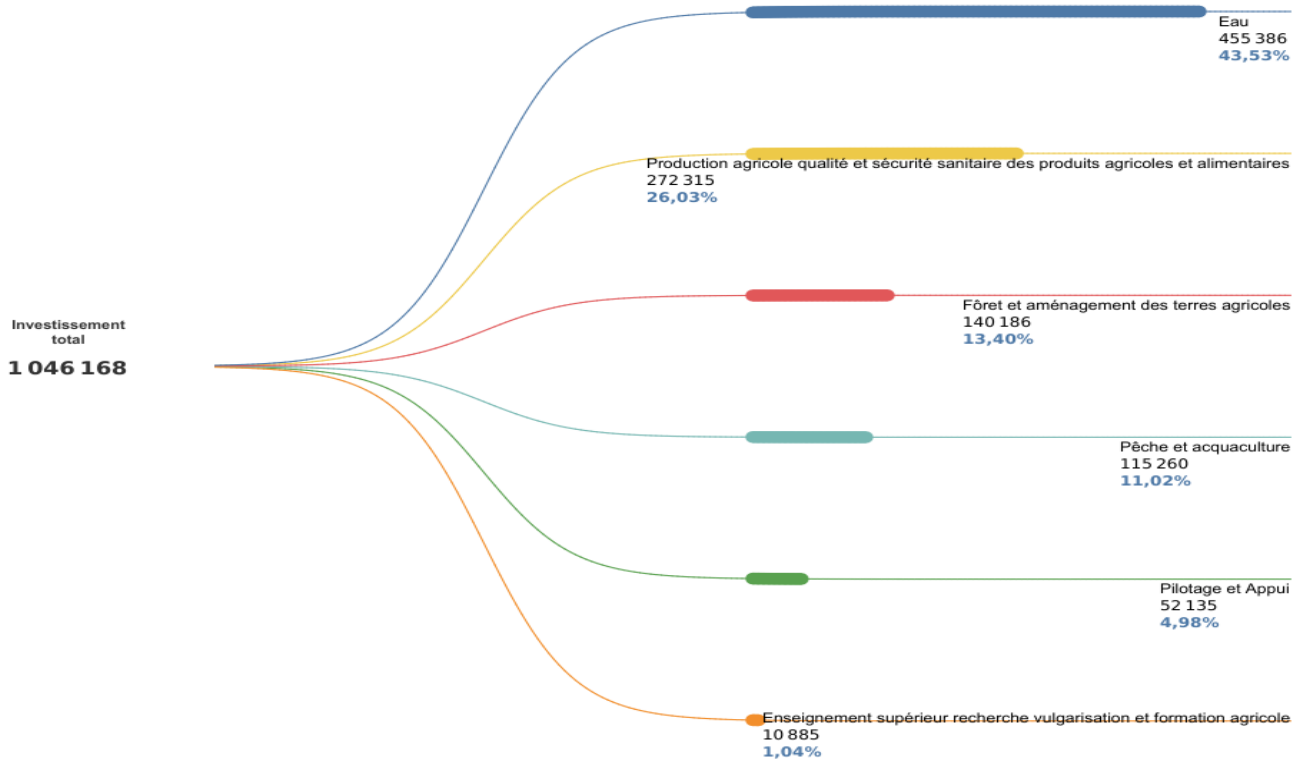 Eau
455 386
43,53%
Production agricole qualité et sécurité sanitaire des produits agricoles et alimentaires
272 315
26,03%
Fôret et aménagement des terres agricoles
140 186
13,40%
Investissement
total
1 046 168
Pêche et acquaculture
115 260
11,02%
Pilotage et Appui
52 135
4,98%
Enseignement supérieur recherche vulgarisation et formation agricole
10 885
1,04%